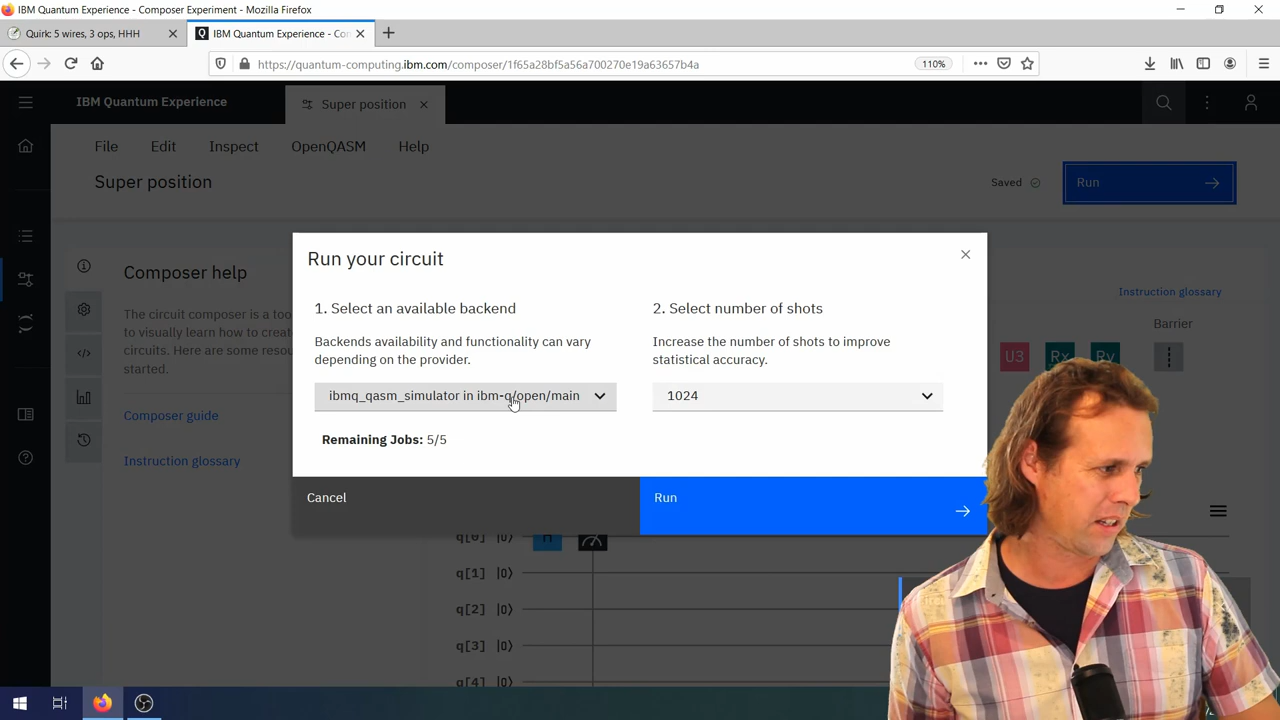 IBM Quantum Experience - Composer Experiment - Mozilla Firefox
Quirk: 5 wires, 3 ops, HHH
IBM Quantum Experience - Co
https://quantum-computing.ibm.com/composer/1f65a28bf5a56a700270e19a63657b4a
110%
IBM Quantum Experience
Super position
File Edit Inspect OpenQASM Help
Super position
Saved
Run
Composer help
The circuit composer is a too
to visually learn how to creat
circuits. Here are some resou
started.
Composer guide
Instruction glossary
Run your circuit
1. Select an available backend
Backends availability and functionality can vary
depending on the provider.
ibmq_qasm_simulator in ibm-q/open/main
Remaining Jobs: 5/5
2. Select number of shots
Increase the number of shots to improve
statistical accuracy.
1024
Cancel
Run
Instruction glossary
Barrier
U3 Rx Ry
q[0] |0⟩ H
q[1] |0⟩
q[2] |0⟩
q[3] |0⟩
q[4] |0⟩